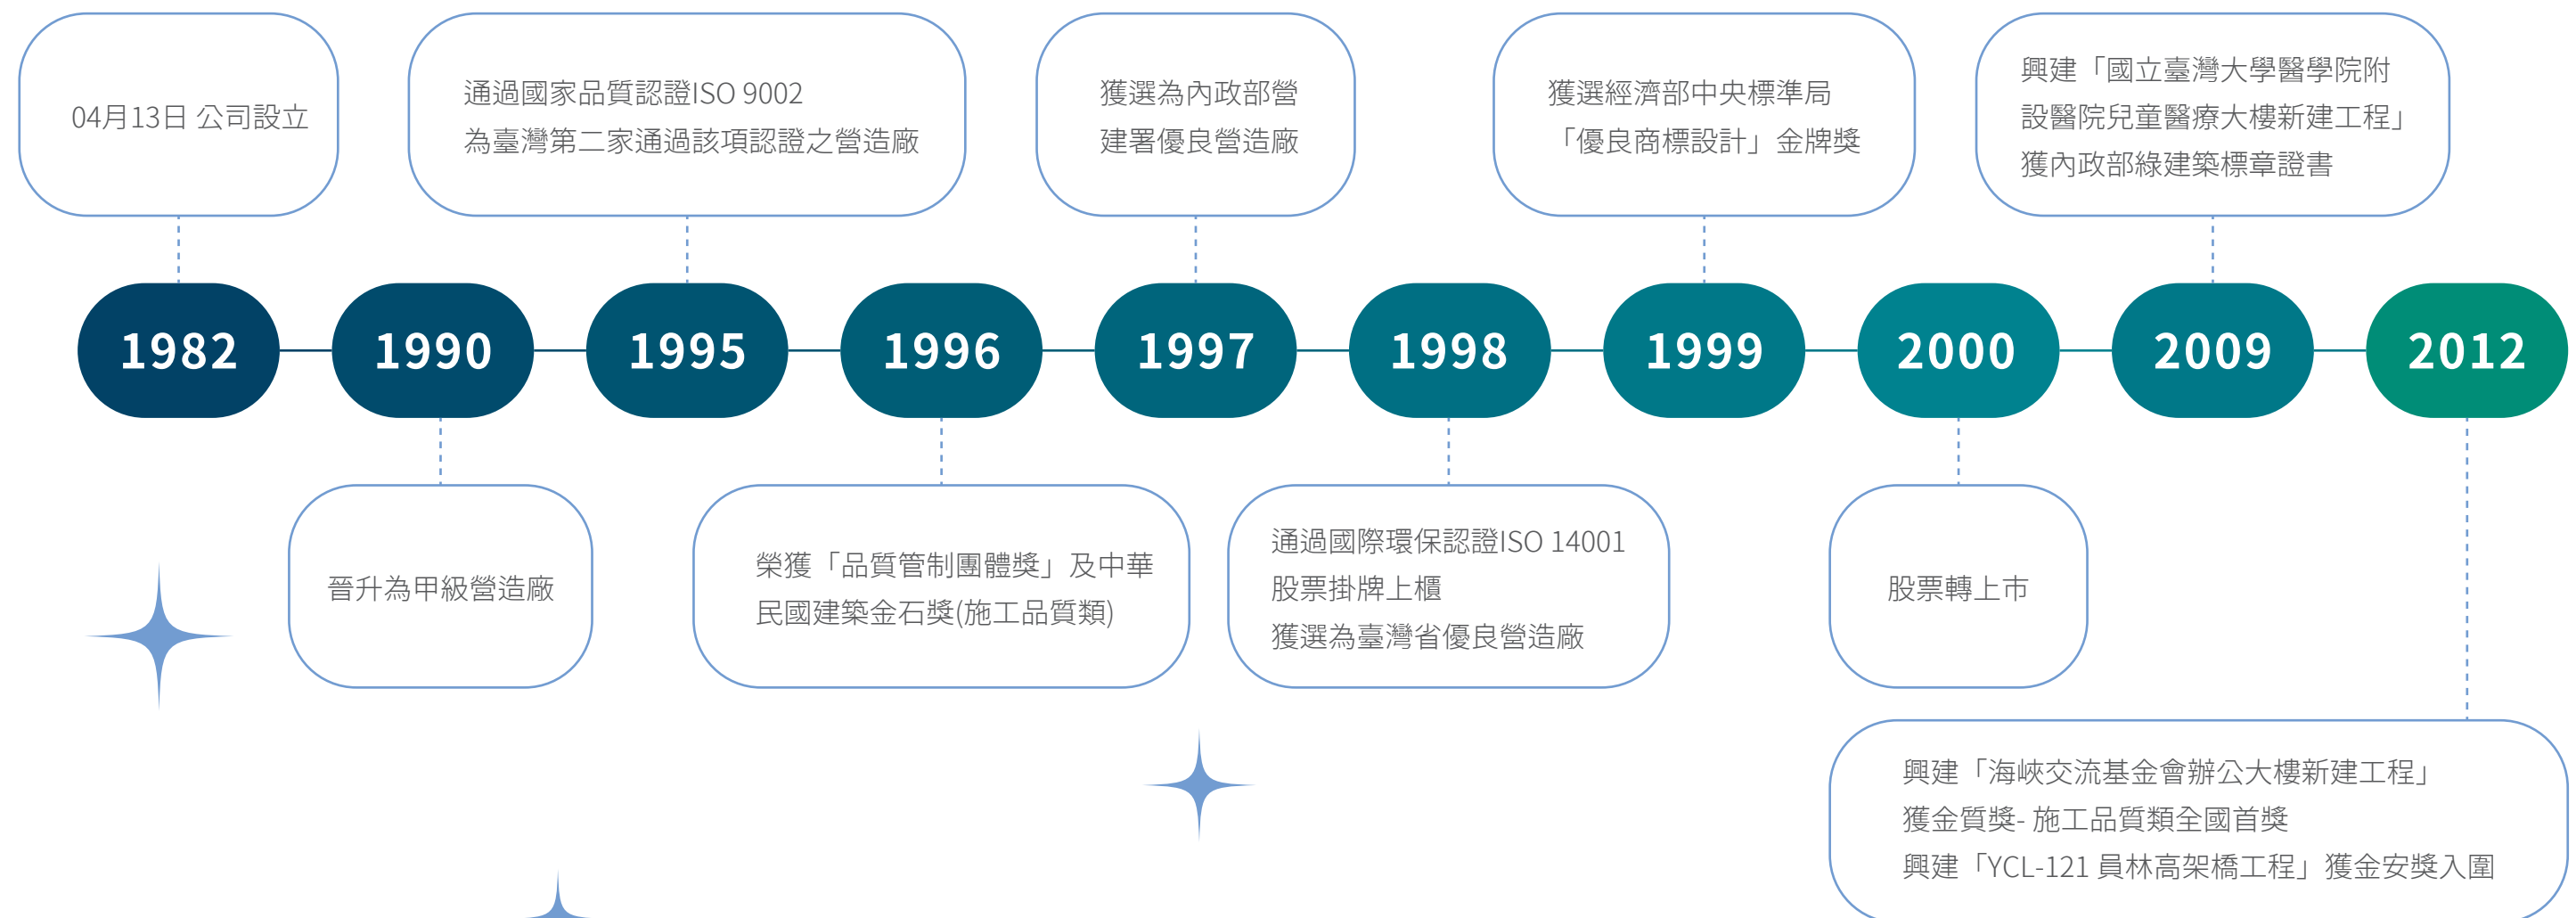 04月13日 公司設立
通過國家品質認證ISO 9002
為臺灣第二家通過該項認證之營造廠
獲選為內政部營
建署優良營造廠
獲選經濟部中央標準局
「優良商標設計」金牌獎
興建「國立臺灣大學醫學院附
設醫院兒童醫療大樓新建工程」
獲內政部綠建築標章證書
1982
1990
1995
1996
1997
1998
1999
2000
2009
2012
晉升為甲級營造廠
榮獲「品質管制團體獎」及中華
民國建築金石獎(施工品質類)
通過國際環保認證ISO 14001
股票掛牌上櫃
獲選為臺灣省優良營造廠
股票轉上市
興建「海峽交流基金會辦公大樓新建工程」
獲金質獎- 施工品質類全國首獎
興建「YCL-121 員林高架橋工程」獲金安獎入圍